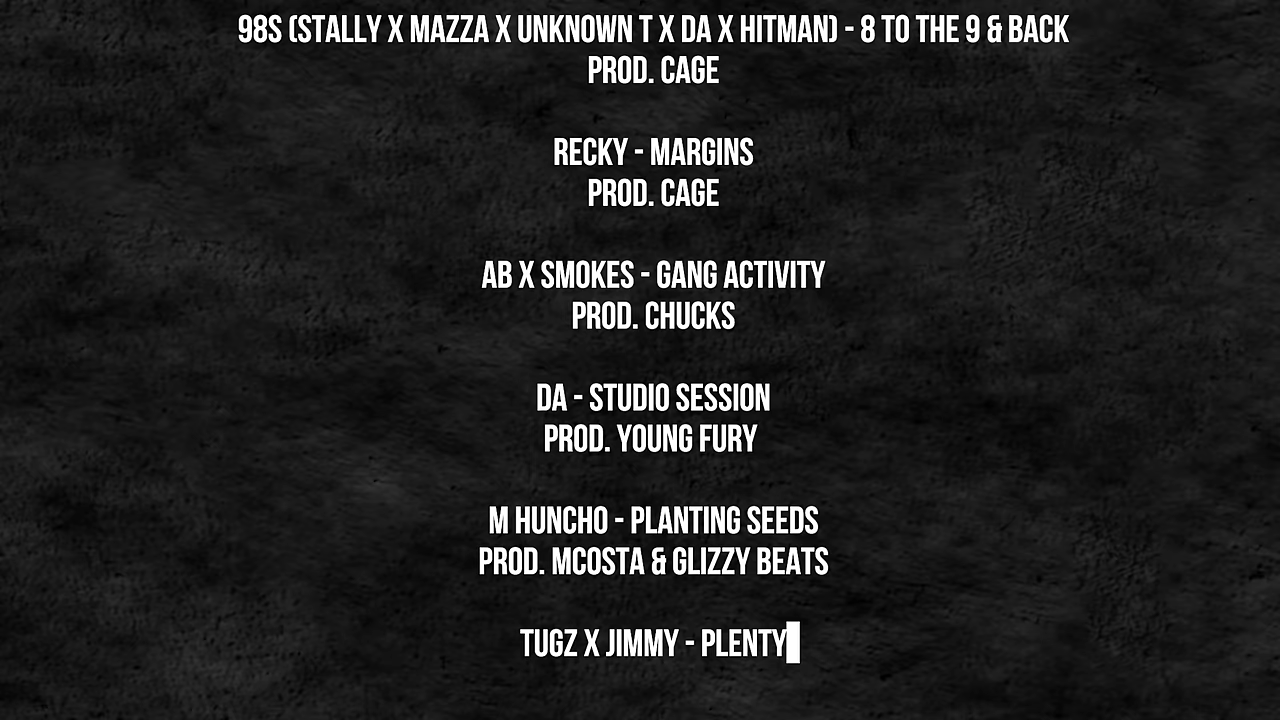 98S (STALLY X MAZZA X UNKNOWN T X DA X HITMAN) - 8 TO THE 9 & BACK
PROD. CAGE
RECKY - MARGINS
PROD. CAGE
AB X SMOKES - GANG ACTIVITY
PROD. CHUCKS
DA - STUDIO SESSION
PROD. YOUNG FURY
M HUNCHO - PLANTING SEEDS
PROD. MCOSTA & GLIZZY BEATS
TUGZ X JIMMY - PLENTY